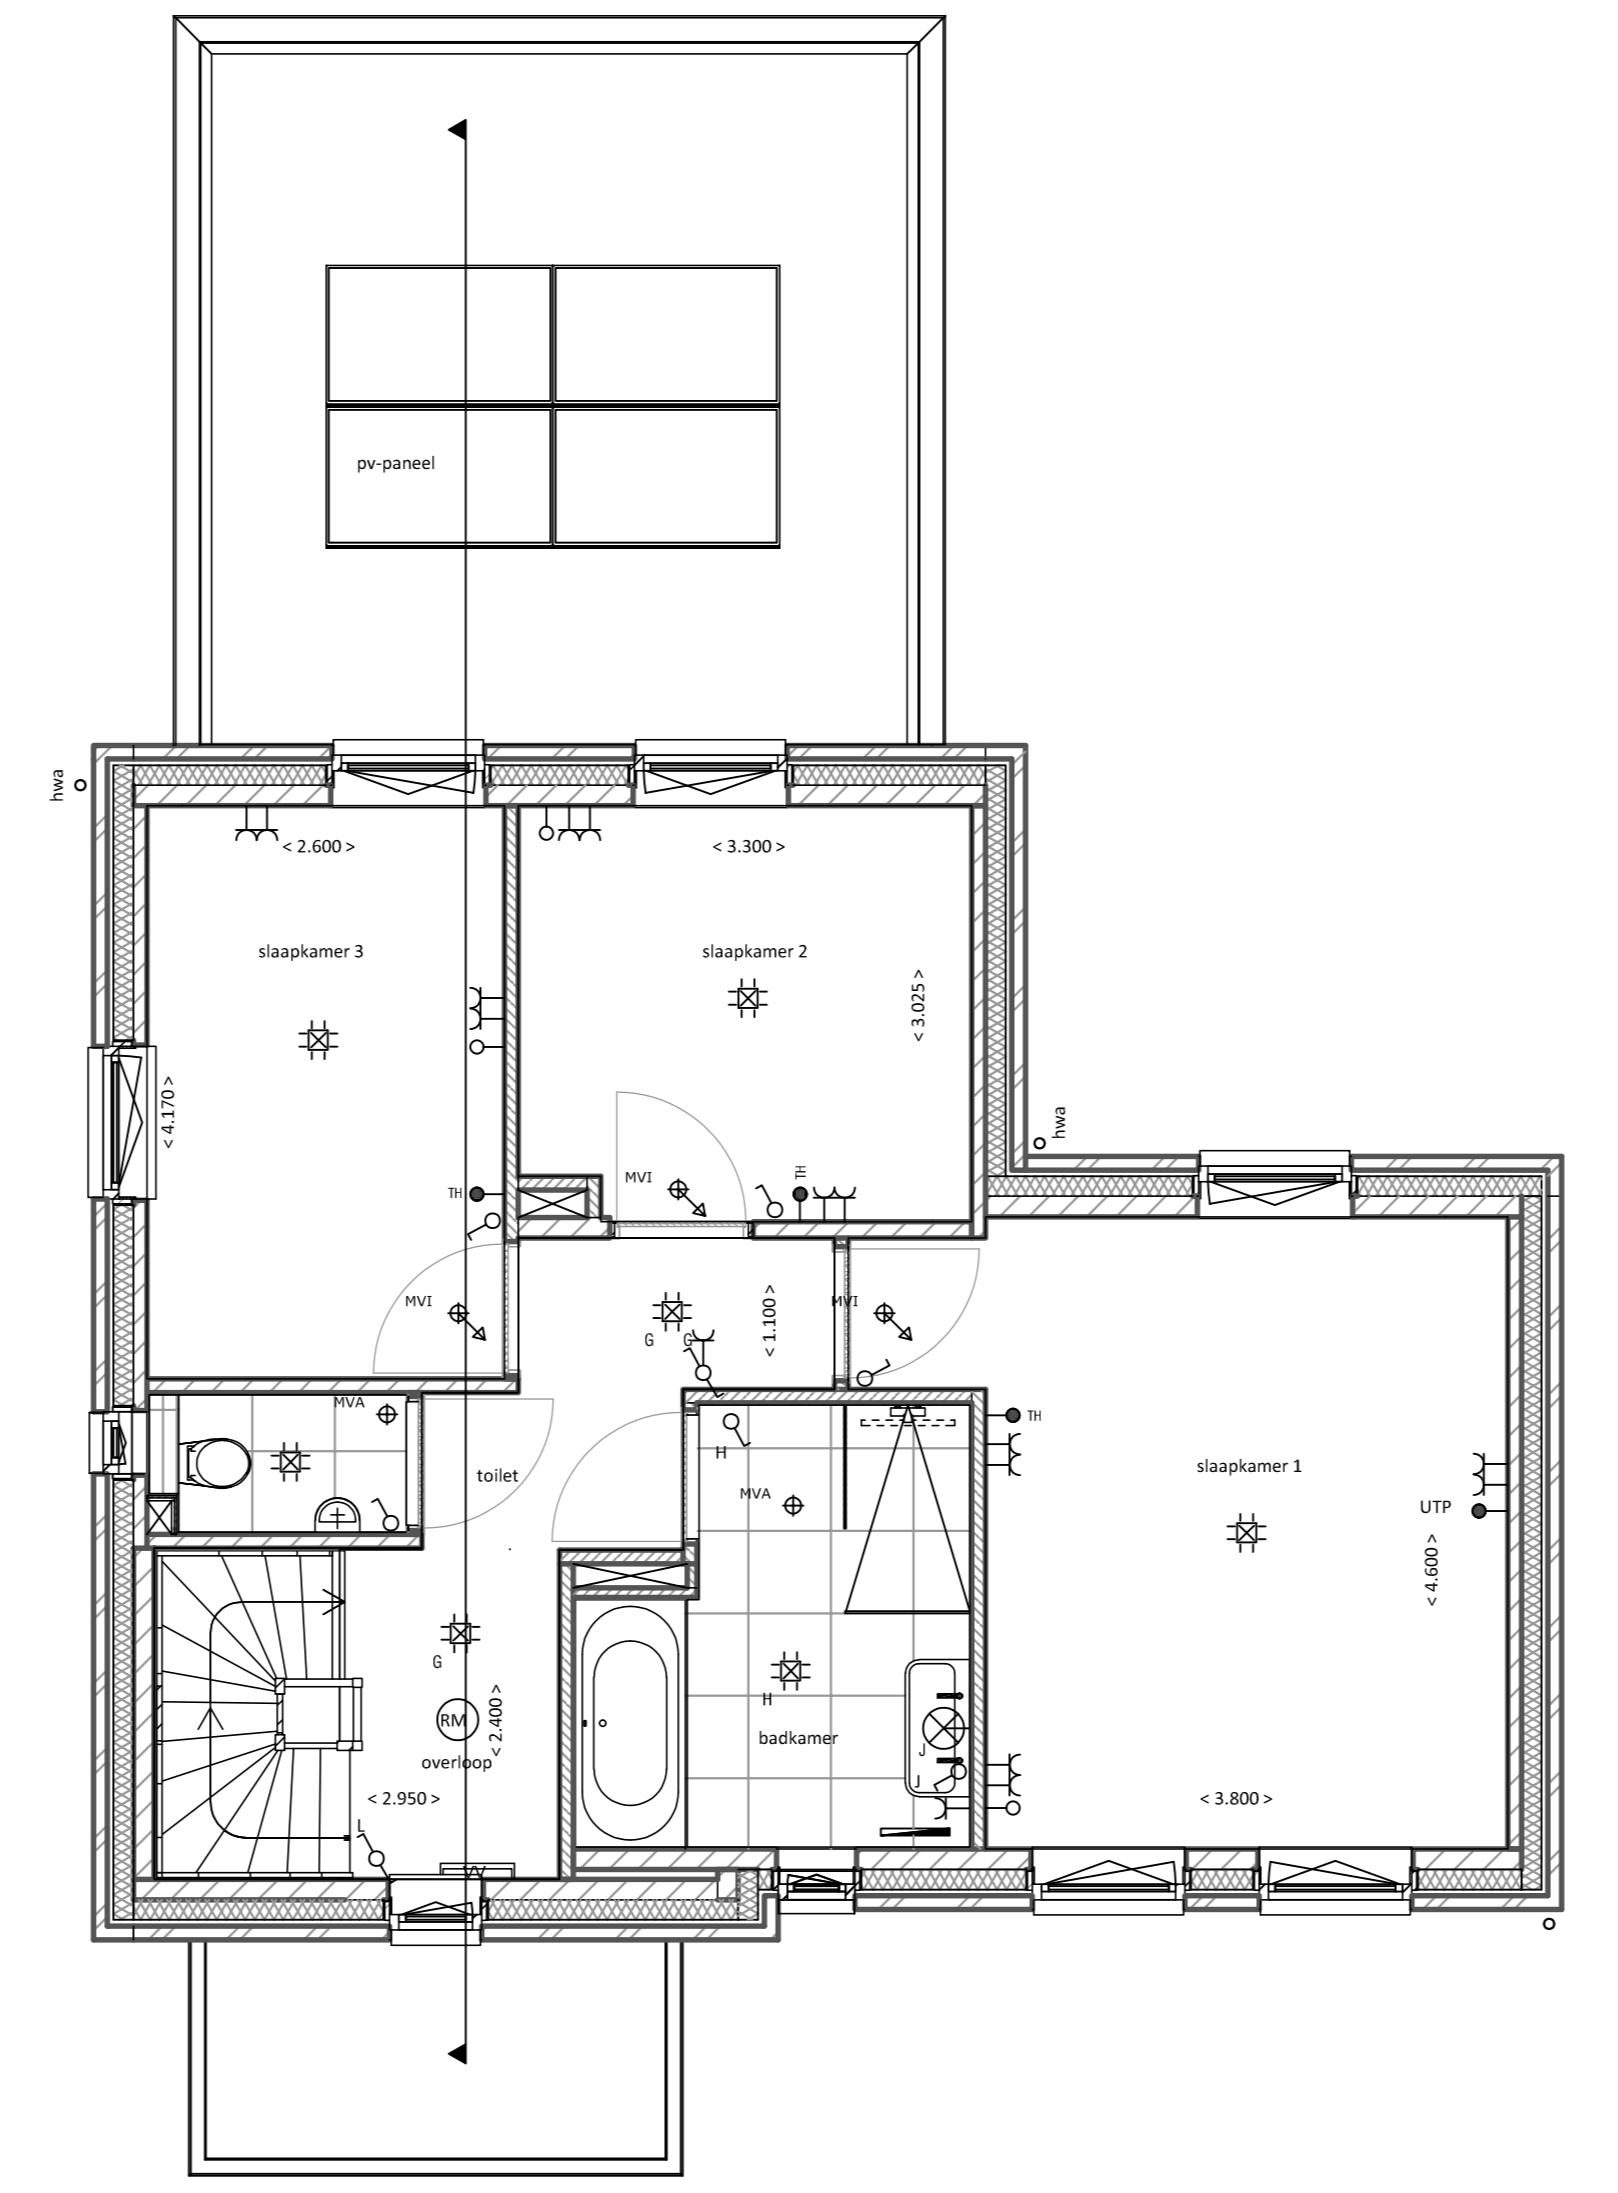 pv-paneel
hwa
< 2.600 >
< 3.300 >
slaapkamer 3
slaapkamer 2
< 3.025 >
< 4.170 >
hwa
MVI
TH
TH
MVI
< 1.100 >
MVI
G
G
MVA
TH
H
toilet
slaapkamer 1
MVA
UTP
< 4.600 >
G
H
RM
< 2.400 >
badkamer
J
overloop
J
< 2.950 >
< 3.800 >
L
VV